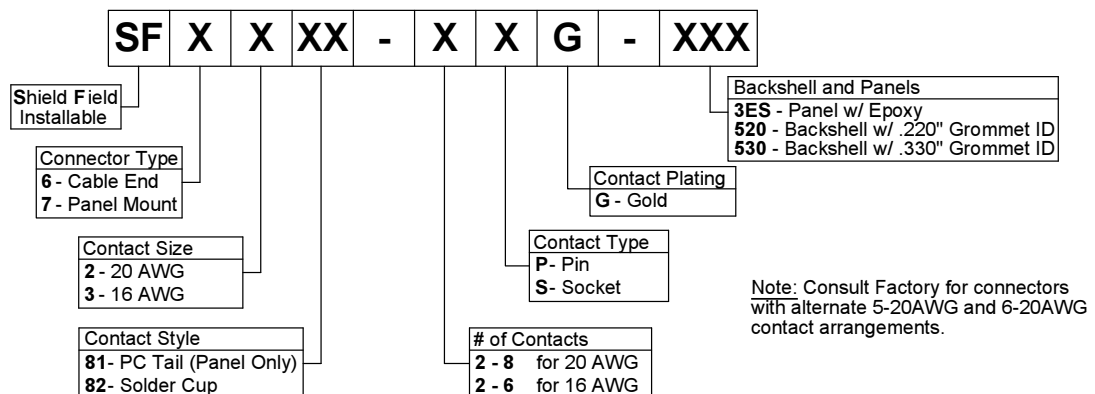 SF X X XX - X X G - XXX
Shield Field
Installable
Connector Type
6 - Cable End
7 - Panel Mount
Contact Size
2 - 20 AWG
3 - 16 AWG
Contact Style
81- PC Tail (Panel Only)
82- Solder Cup
# of Contacts
2 - 8 for 20 AWG
2 - 6 for 16 AWG
Contact Type
P- Pin
S- Socket
Contact Plating
G - Gold
Backshell and Panels
3ES - Panel w/ Epoxy
520 - Backshell w/ .220" Grommet ID
530 - Backshell w/ .330" Grommet ID
Note: Consult Factory for connectors
with alternate 5-20AWG and 6-20AWG
contact arrangements.